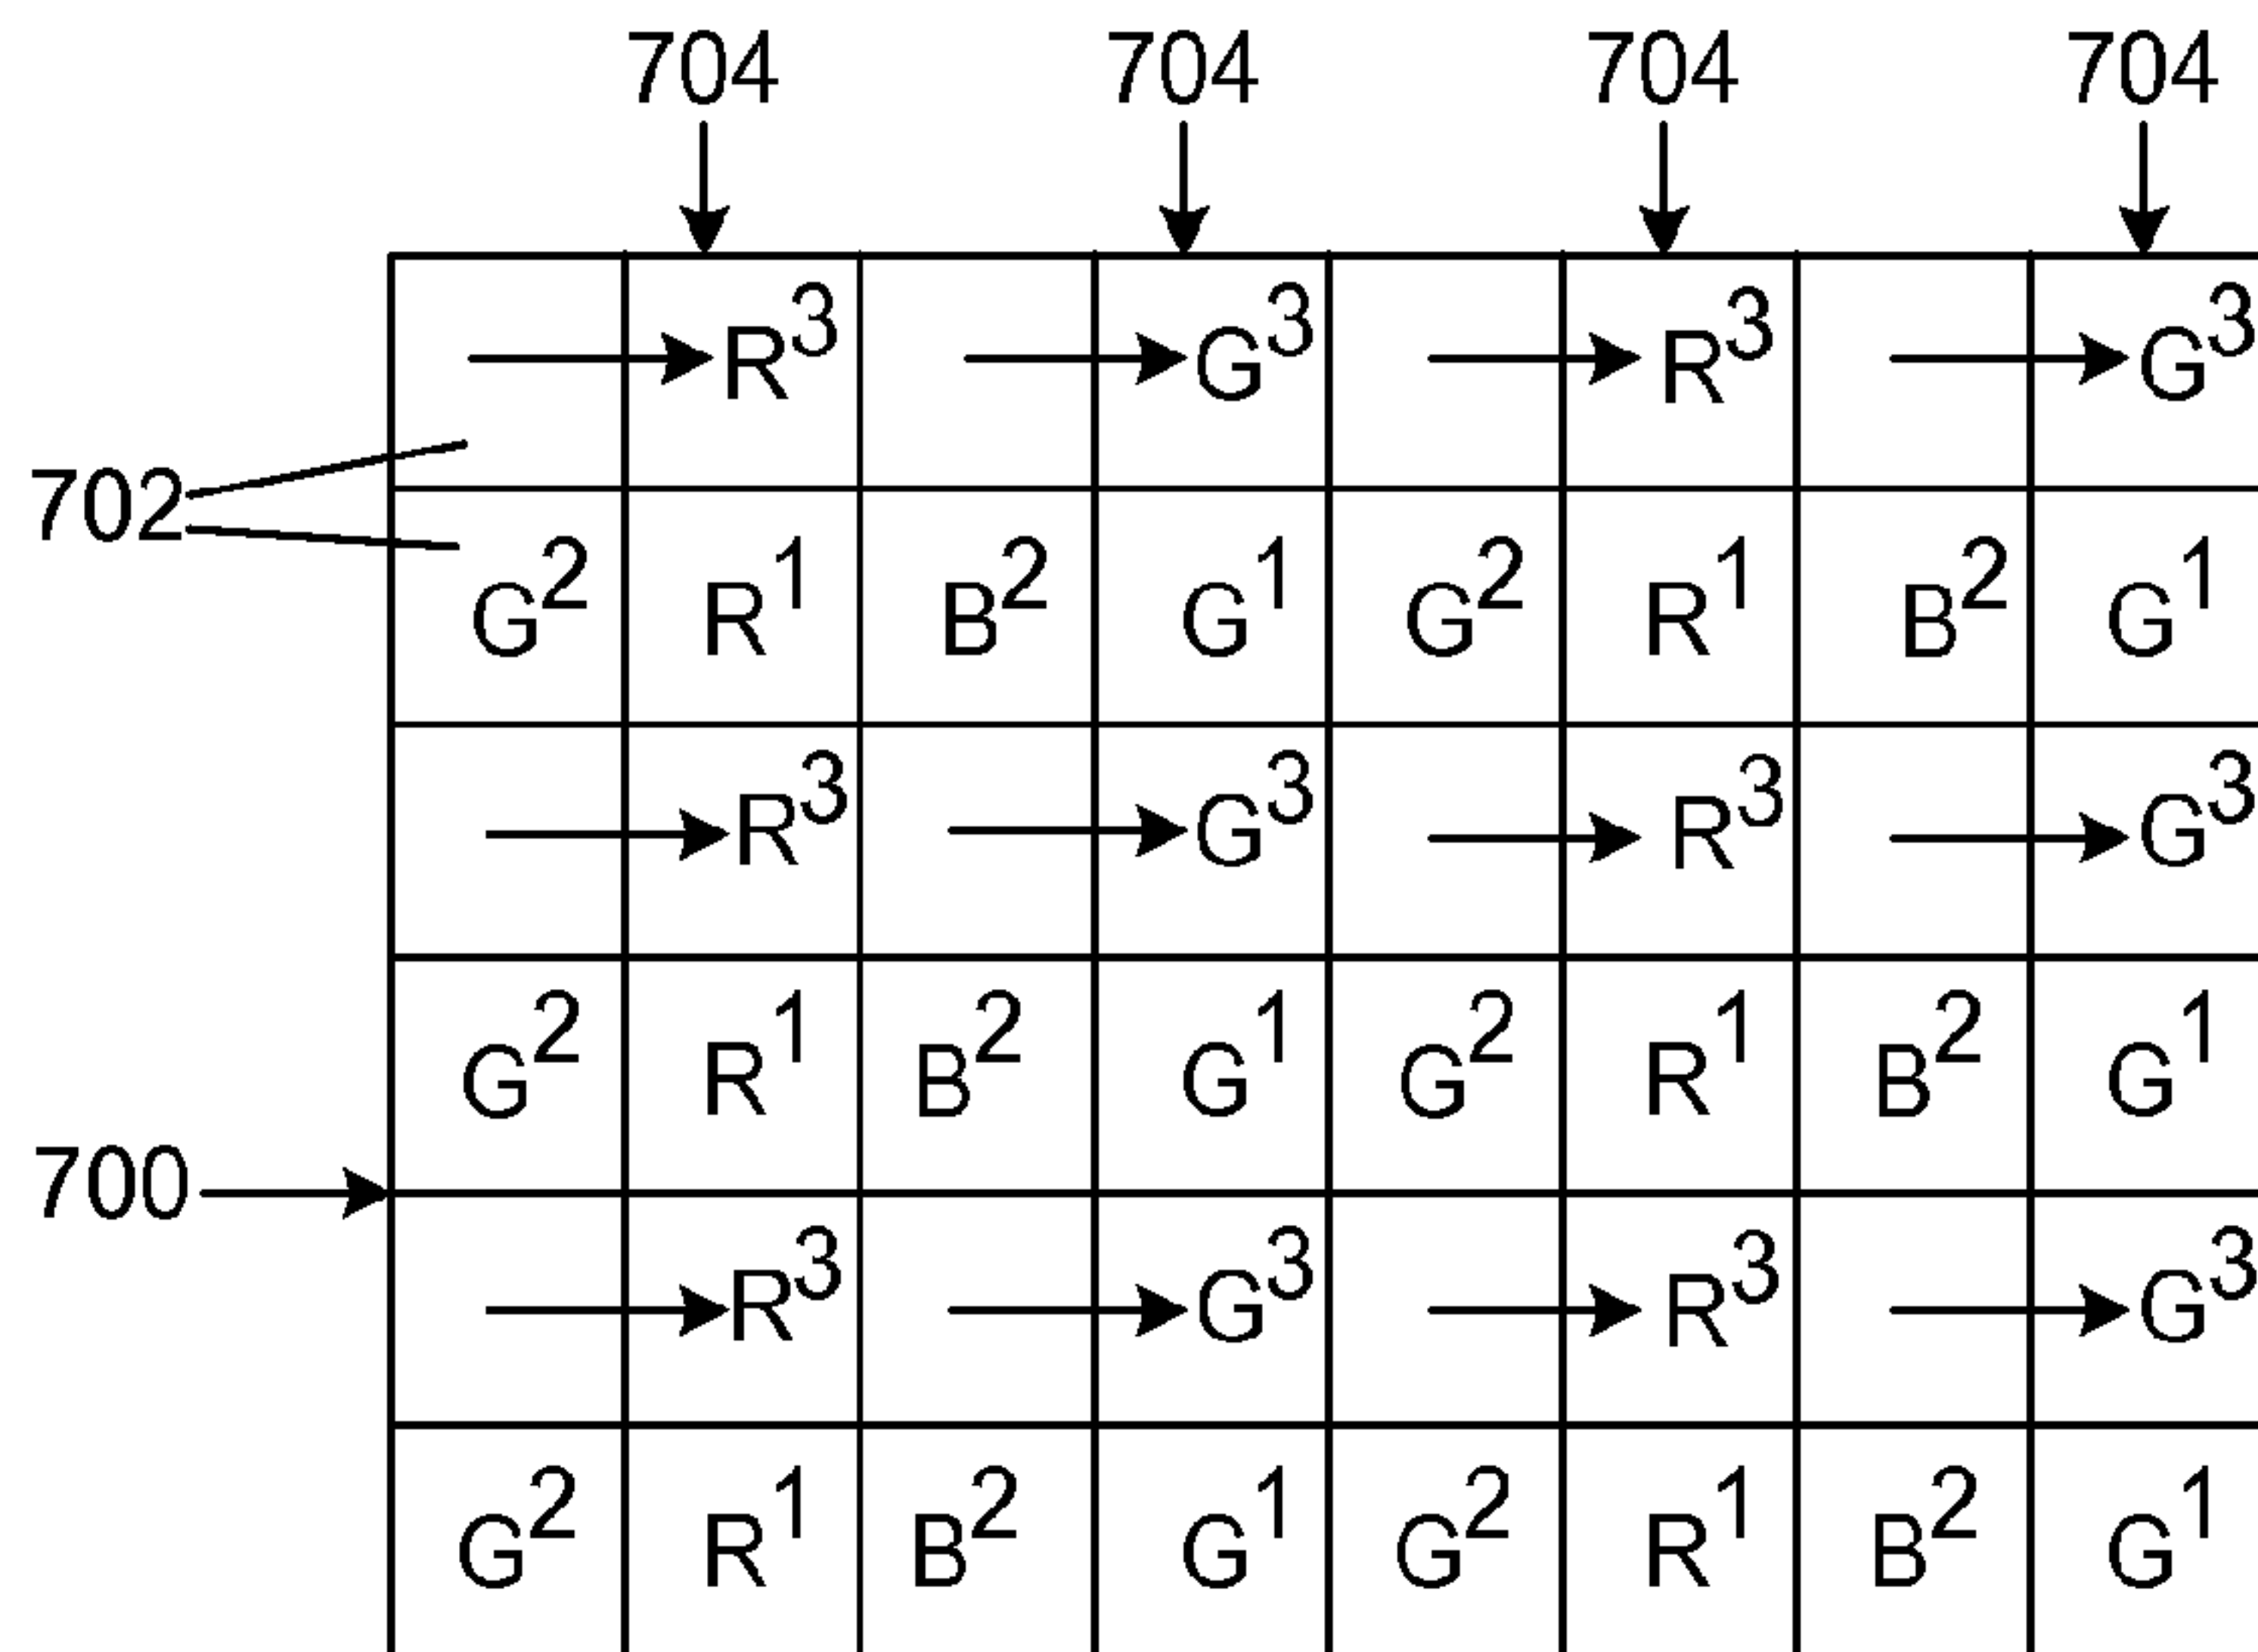 704 704 704 704
R³ G³ R³ G³
702
G² R¹ B² G¹ G² R¹ B² G¹
R³ G³ R³ G³
G² R¹ B² G¹ G² R¹ B² G¹
700
R³ G³ R³ G³
G² R¹ B² G¹ G² R¹ B² G¹